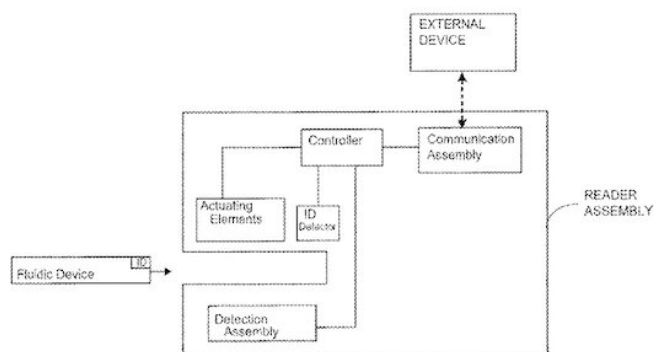 EXTERNAL
DEVICE
Controller
Communication
Assembly
READER
ASSEMBLY
Actuating
Elements
ID
Detector
ID
Fluidic Device
Detection
Assembly